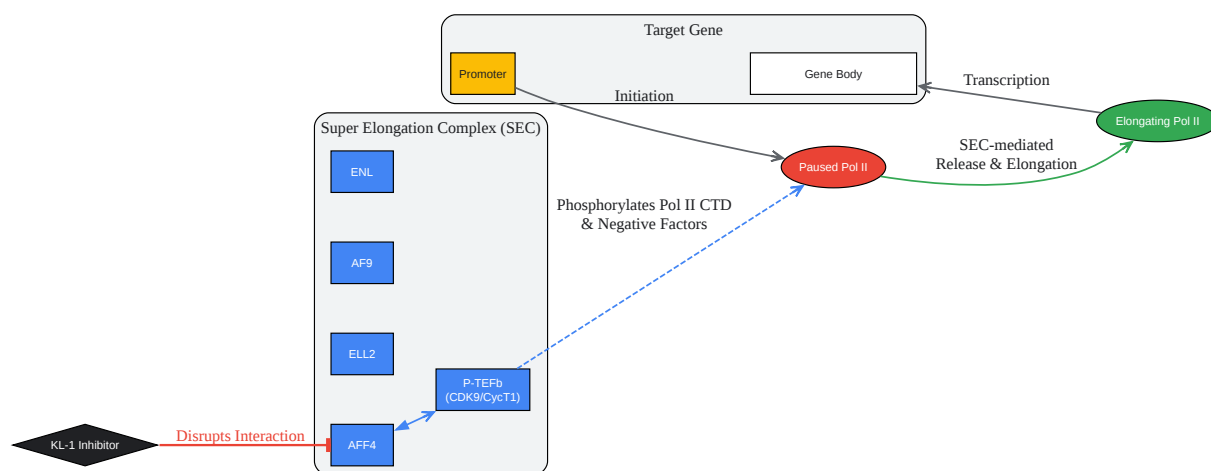 Target Gene
Promoter
Gene Body
Transcription
Initiation
Elongating Pol II
Super Elongation Complex (SEC)
SEC-mediated
Release & Elongation
Paused Pol II
ENL
Phosphorylates Pol II CTD
& Negative Factors
AF9
ELL2
P-TEFb
(CDK9/CycT1)
Disrupts Interaction
KL-1 Inhibitor
AFF4